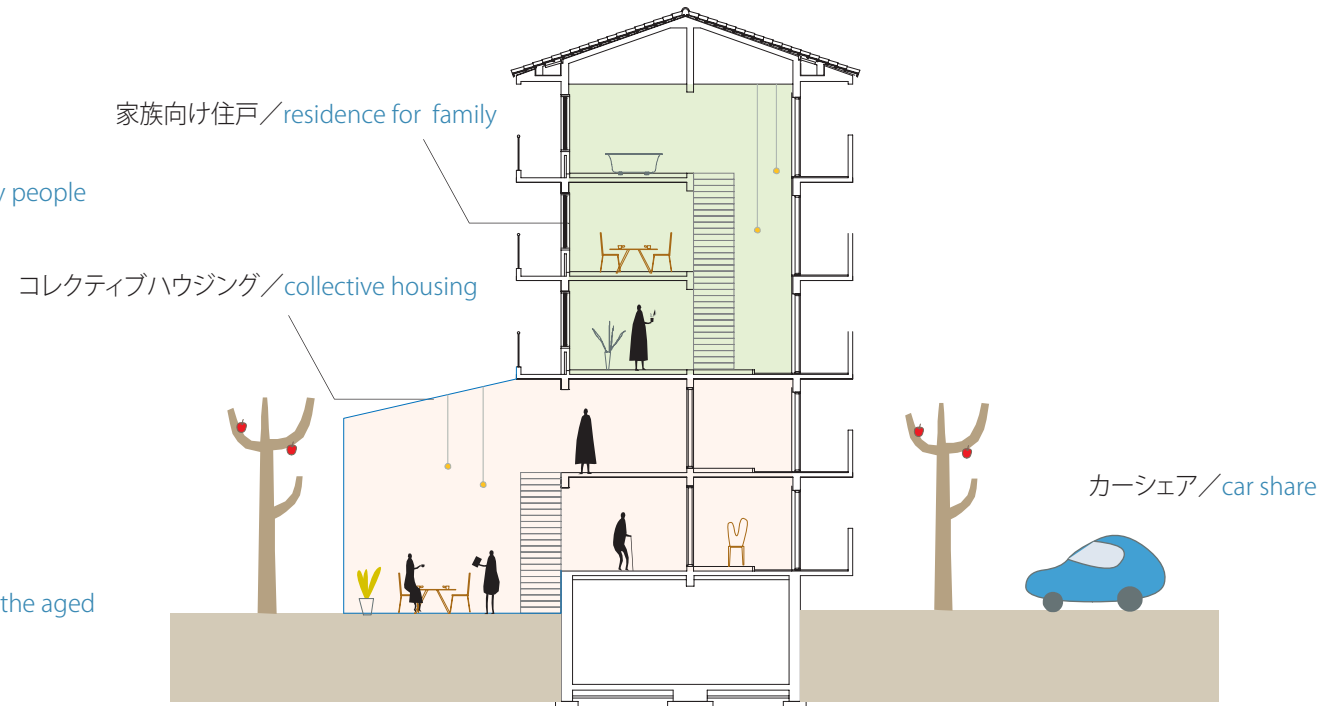 家族向け住戸／residence for family
people
コレクティブハウジング／collective housing
カーシェア／car share
the aged